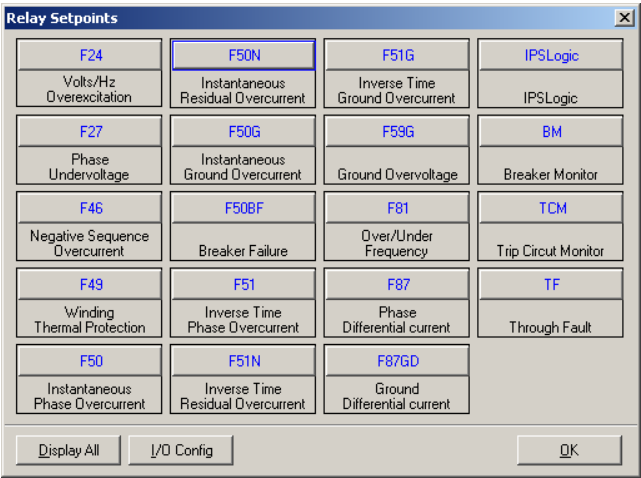 Relay Setpoints
F24
Volts/Hz
Overexcitation
F50N
Instantaneous
Residual Overcurrent
F51G
Inverse Time
Ground Overcurrent
IPSLogic
IPSLogic
F27
Phase
Undervoltage
F50G
Instantaneous
Ground Overcurrent
F59G
Ground Overvoltage
BM
Breaker Monitor
F46
Negative Sequence
Overcurrent
F50BF
Breaker Failure
F81
Over/Under
Frequency
TCM
Trip Circut Monitor
F49
Winding
Thermal Protection
F51
Inverse Time
Phase Overcurrent
F87
Phase
Differential current
TF
Through Fault
F50
Instantaneous
Phase Overcurrent
F51N
Inverse Time
Residual Overcurrent
F87GD
Ground
Differential current
Display All
I/O Config
OK